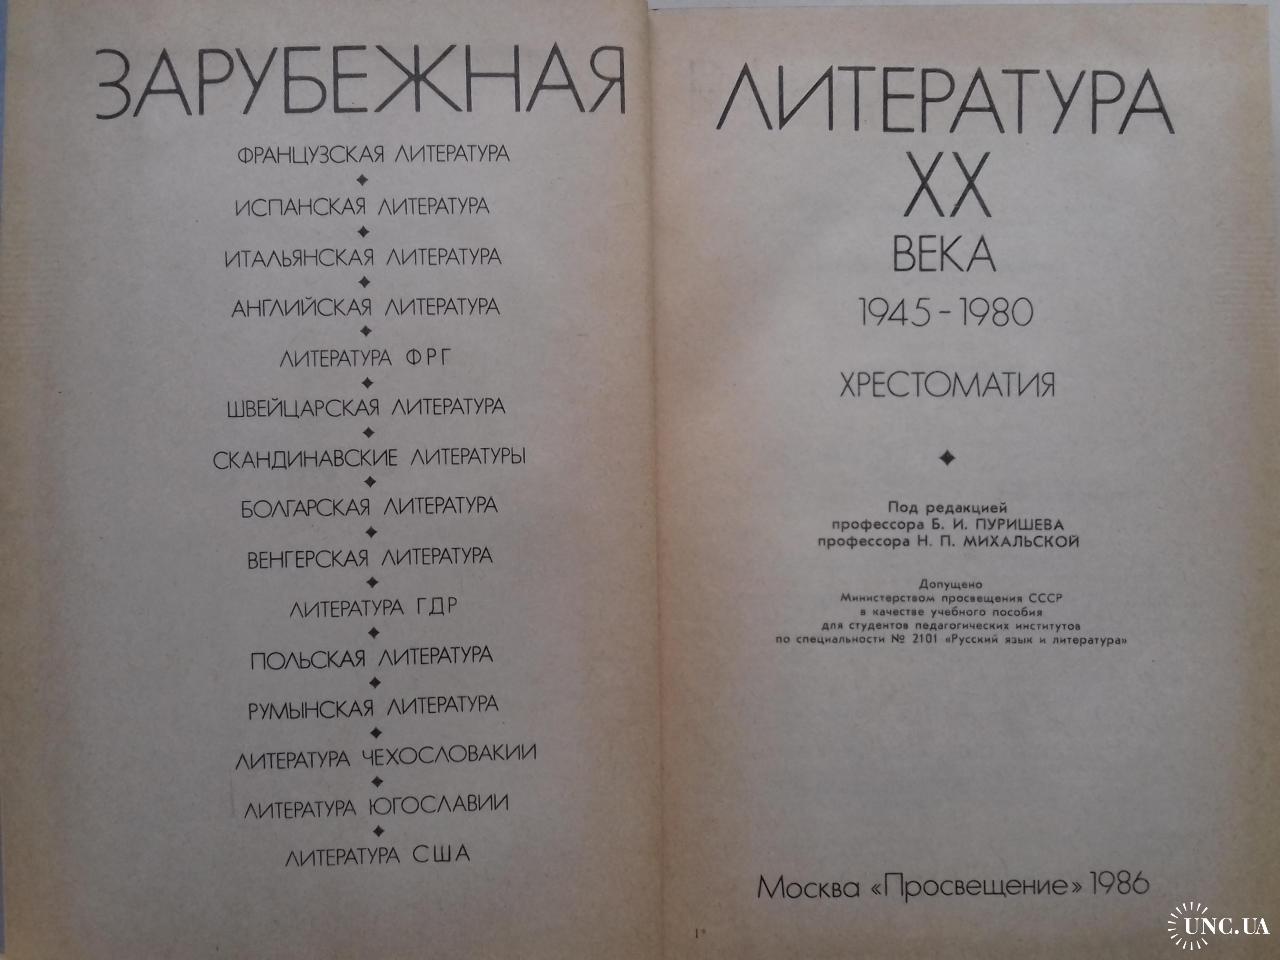 ЗАРУБЕЖНАЯ
ФРАНЦУЗСКАЯ ЛИТЕРАТУРА
ИСПАНСКАЯ ЛИТЕРАТУРА
ИТАЛЬЯНСКАЯ ЛИТЕРАТУРА
АНГЛИЙСКАЯ ЛИТЕРАТУРА
ЛИТЕРАТУРА ФРГ
ШВЕЙЦАРСКАЯ ЛИТЕРАТУРА
СКАНДИНАВСКИЕ ЛИТЕРАТУРЫ
БОЛГАРСКАЯ ЛИТЕРАТУРА
ВЕНГЕРСКАЯ ЛИТЕРАТУРА
ЛИТЕРАТУРА ГДР
ПОЛЬСКАЯ ЛИТЕРАТУРА
РУМЫНСКАЯ ЛИТЕРАТУРА
ЛИТЕРАТУРА ЧЕХОСЛОВАКИИ
ЛИТЕРАТУРА ЮГОСЛАВИИ
ЛИТЕРАТУРА США
ЛИТЕРАТУРА
XX
ВЕКА
1945-1980
ХРЕСТОМАТИЯ
Под редакцией
профессора Б. И. ПУРИШЕВА
профессора Н. П. МИХАЛЬСКОЙ
Допущено
Министерством просвещения СССР
в качестве учебного пособия
для студентов педагогических институтов
по специальности № 2101 «Русский язык и литература»
Москва «Просвещение» 1986
1*
UNC.UA